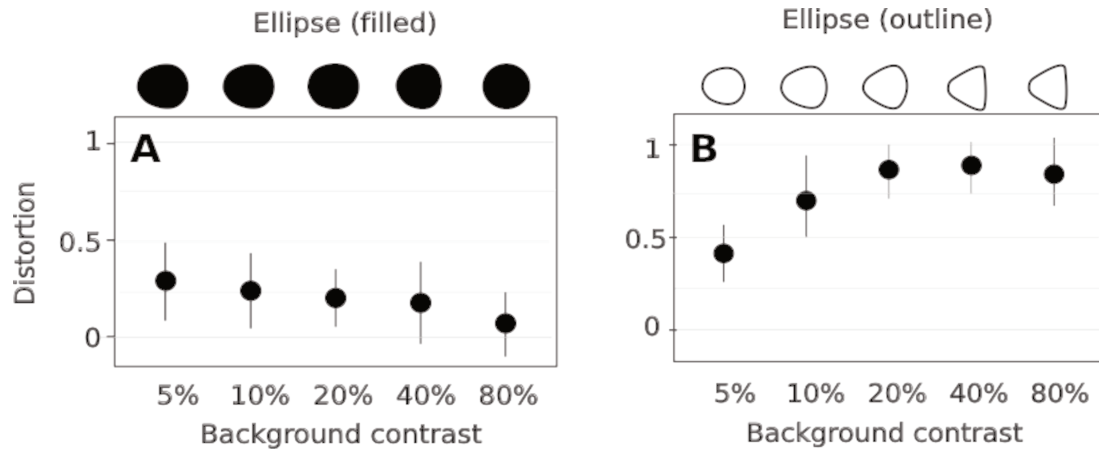 Ellipse (filled)
A
Distortion
1
0.5
0
5% 10% 20% 40% 80%
Background contrast
Ellipse (outline)
B
1
0.5
0
5% 10% 20% 40% 80%
Background contrast